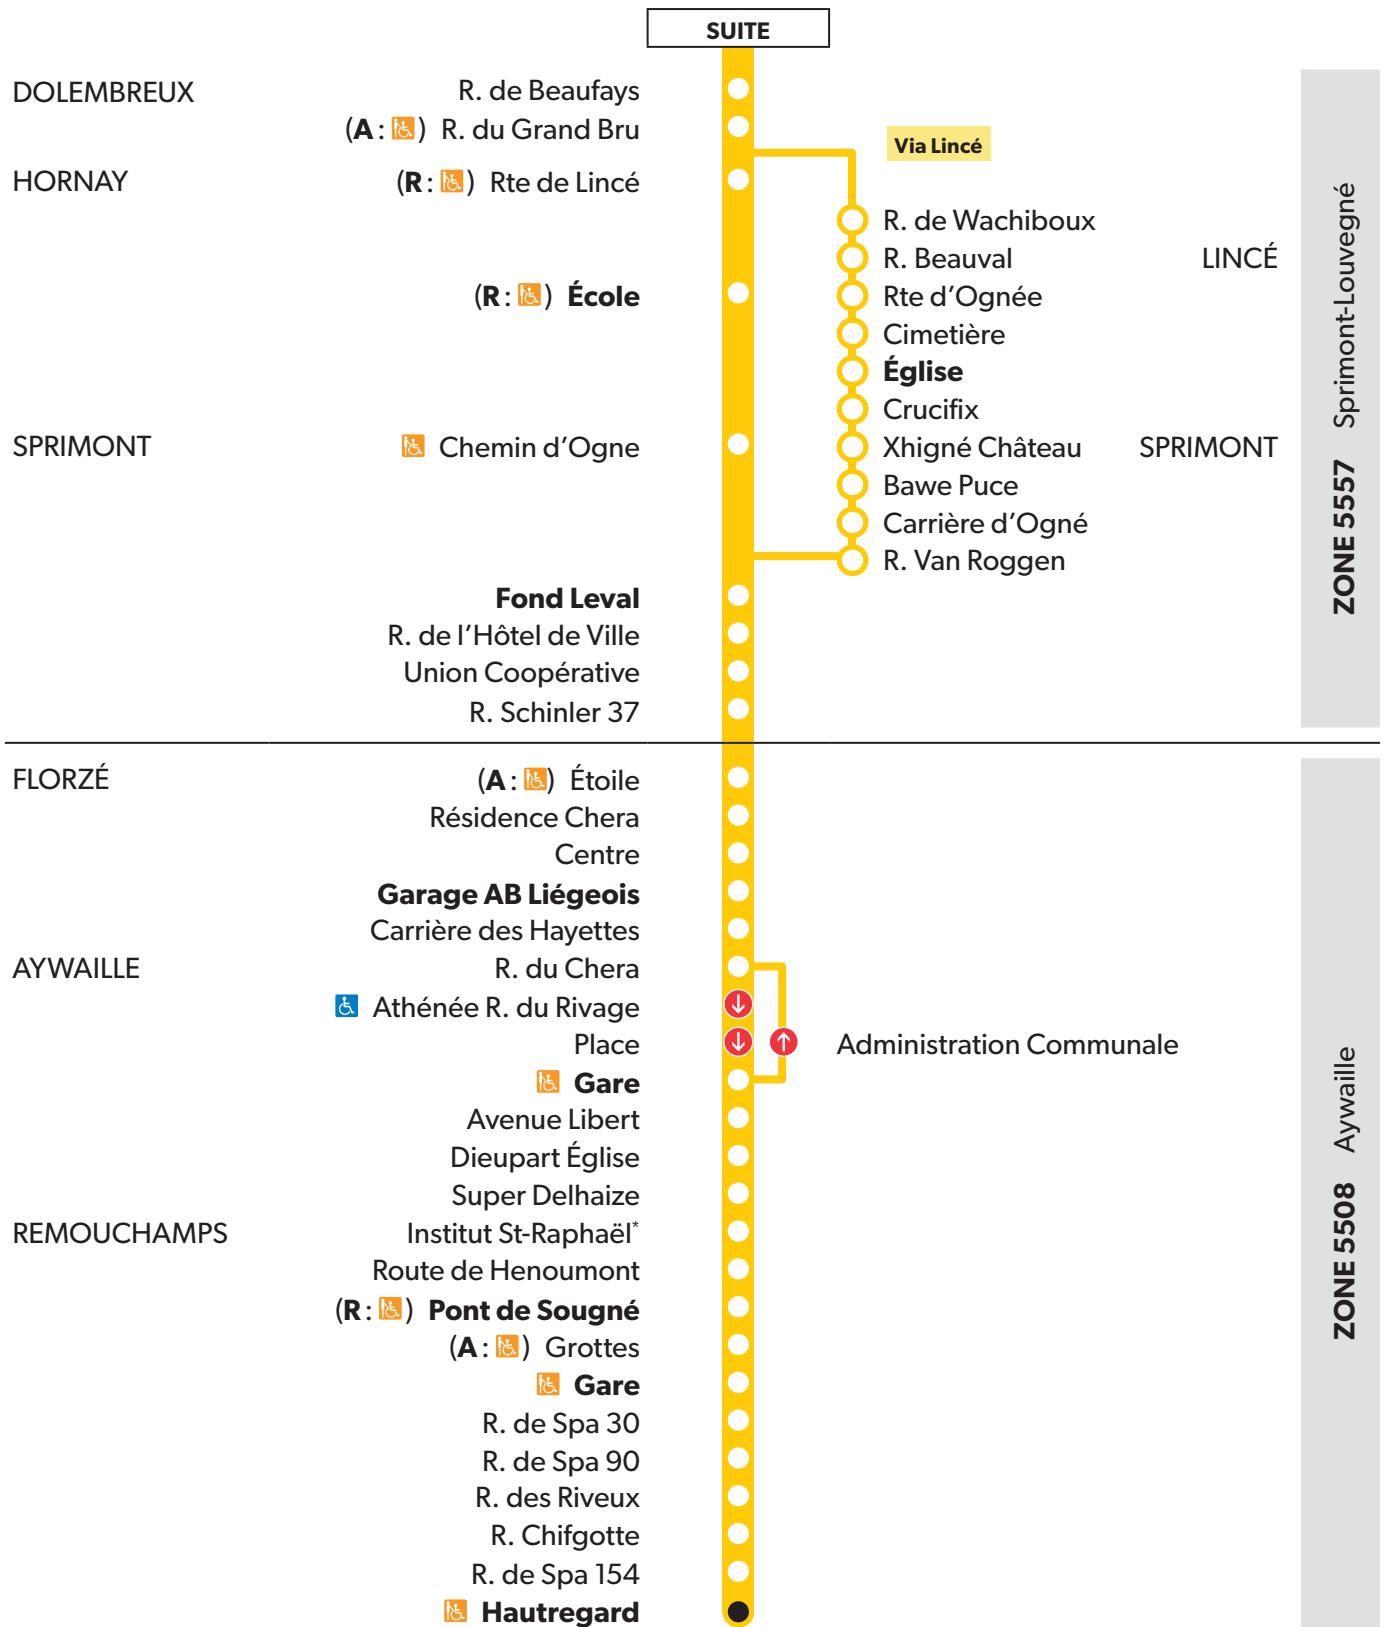 SUITE
DOLEMBREUX R. de Beaufays
(A : ) R. du Grand Bru
Via Lincé
HORNAY (R : ) Rte de Lincé
R. de Wachiboux
R. Beauval LINCÉ
(R : ) École Rte d'Ognée
Cimetière
Église
Crucifix
SPRIMONT Chemin d'Ogne Xhigné Château SPRIMONT
Bawe Puce
Carrière d'Ogné
R. Van Roggen
Fond Leval
R. de l'Hôtel de Ville
Union Coopérative
R. Schinler 37
ZONE 5557 Sprimont-Louvegné
FLORZÉ (A : ) Étoile
Résidence Chera
Centre
Garage AB Liégeois
Carrière des Hayettes
AYWAILLE R. du Chera
Athénée R. du Rivage
Place Administration Communale
Gare
Avenue Libert
Dieupart Église
Super Delhaize
REMOUCHAMPS Institut St-Raphaël*
Route de Henoumont
(R : ) Pont de Sougné
(A : ) Grottes
Gare
R. de Spa 30
R. de Spa 90
R. des Riveux
R. Chifgotte
R. de Spa 154
Hautregard
ZONE 5508 Aywaille